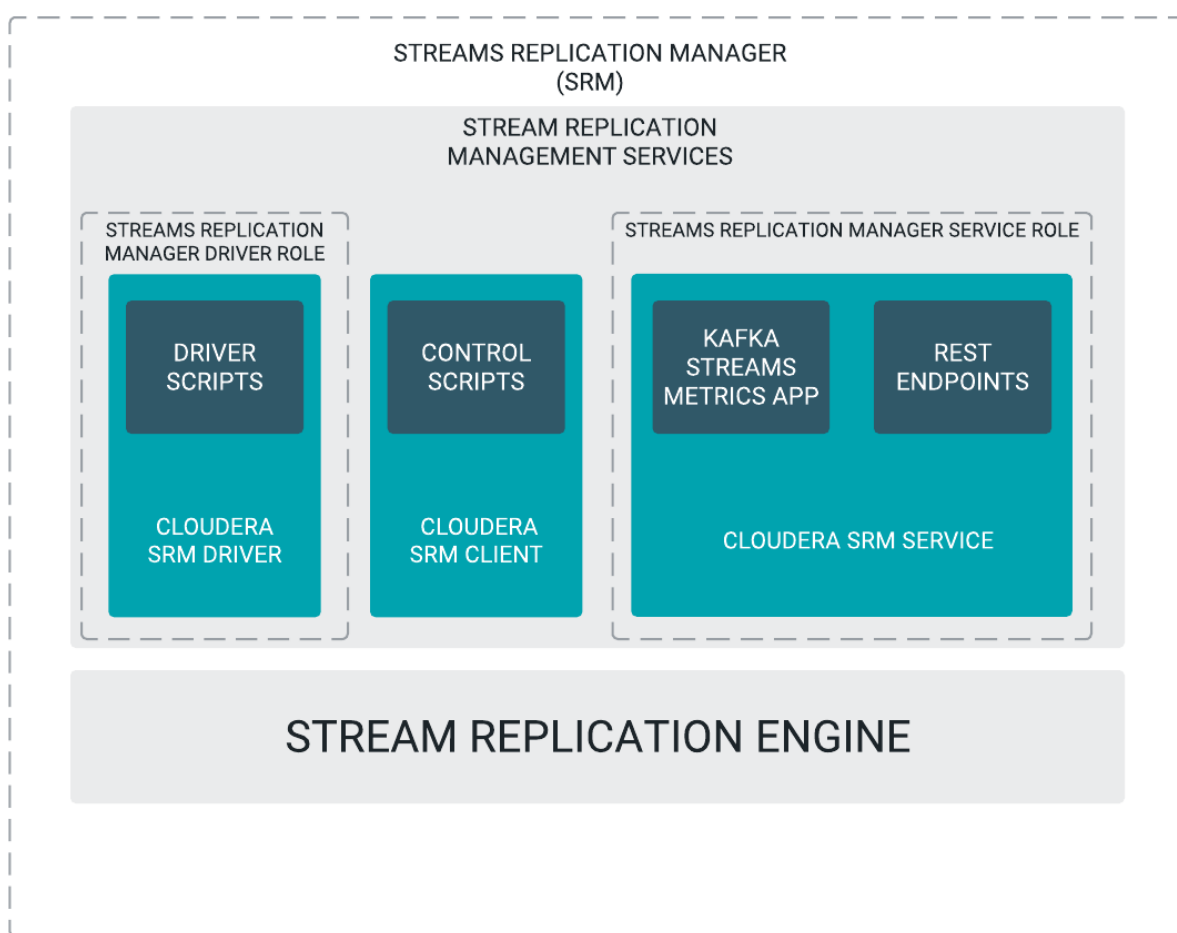 STREAMS REPLICATION MANAGER
(SRM)
STREAM REPLICATION
MANAGEMENT SERVICES
STREAMS REPLICATION
MANAGER DRIVER ROLE
DRIVER
SCRIPTS
CLOUDERA
SRM DRIVER
CONTROL
SCRIPTS
CLOUDERA
SRM CLIENT
STREAMS REPLICATION MANAGER SERVICE ROLE
KAFKA
STREAMS
METRICS APP
REST
ENDPOINTS
CLOUDERA SRM SERVICE
STREAM REPLICATION ENGINE